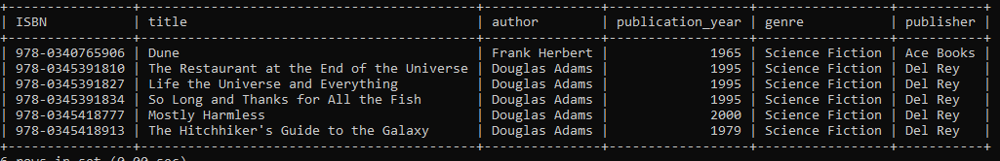 | ISBN | title | author | publication_year | genre | publisher |
| 978-0340765906 | Dune | Frank Herbert | 1965 | Science Fiction | Ace Books |
| 978-0345391810 | The Restaurant at the End of the Universe | Douglas Adams | 1995 | Science Fiction | Del Rey |
| 978-0345391827 | Life the Universe and Everything | Douglas Adams | 1995 | Science Fiction | Del Rey |
| 978-0345391834 | So Long and Thanks for All the Fish | Douglas Adams | 1995 | Science Fiction | Del Rey |
| 978-0345418777 | Mostly Harmless | Douglas Adams | 2000 | Science Fiction | Del Rey |
| 978-0345418913 | The Hitchhiker's Guide to the Galaxy | Douglas Adams | 1979 | Science Fiction | Del Rey |
6 rows in set (0.00 sec)